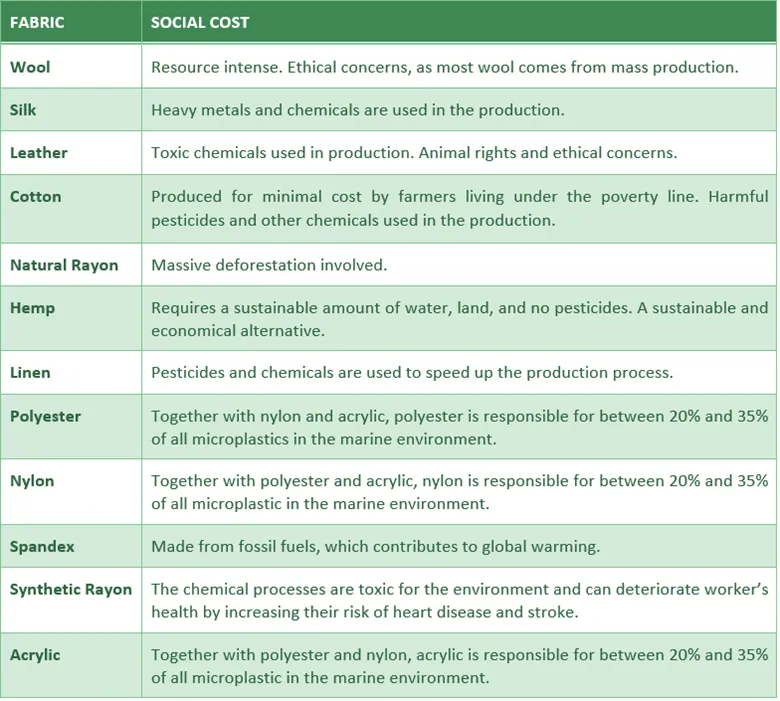 FABRIC SOCIAL COST
Wool Resource intense. Ethical concerns, as most wool comes from mass production.
Silk Heavy metals and chemicals are used in the production.
Leather Toxic chemicals used in production. Animal rights and ethical concerns.
Cotton Produced for minimal cost by farmers living under the poverty line. Harmful
pesticides and other chemicals used in the production.
Natural Rayon Massive deforestation involved.
Hemp Requires a sustainable amount of water, land, and no pesticides. A sustainable and
economical alternative.
Linen Pesticides and chemicals are used to speed up the production process.
Polyester Together with nylon and acrylic, polyester is responsible for between 20% and 35%
of all microplastics in the marine environment.
Nylon Together with polyester and acrylic, nylon is responsible for between 20% and 35%
of all microplastic in the marine environment.
Spandex Made from fossil fuels, which contributes to global warming.
Synthetic Rayon The chemical processes are toxic for the environment and can deteriorate worker's
health by increasing their risk of heart disease and stroke.
Acrylic Together with polyester and nylon, acrylic is responsible for between 20% and 35%
of all microplastic in the marine environment.